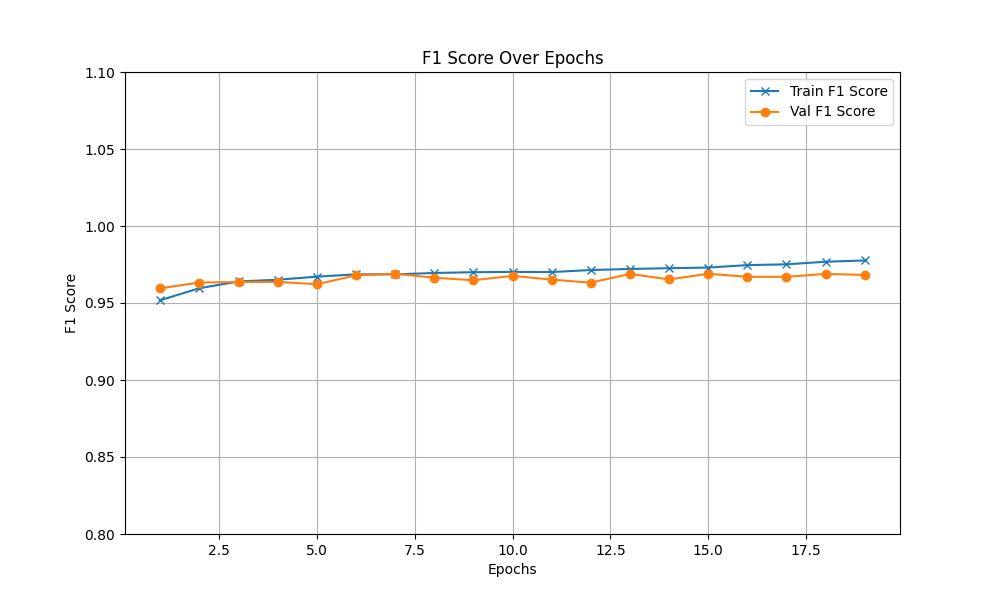 F1 Score Over Epochs
Train F1 Score
Val F1 Score
1.10
1.05
1.00
0.95
0.90
0.85
0.80
F1 Score
2.5 5.0 7.5 10.0 12.5 15.0 17.5
Epochs